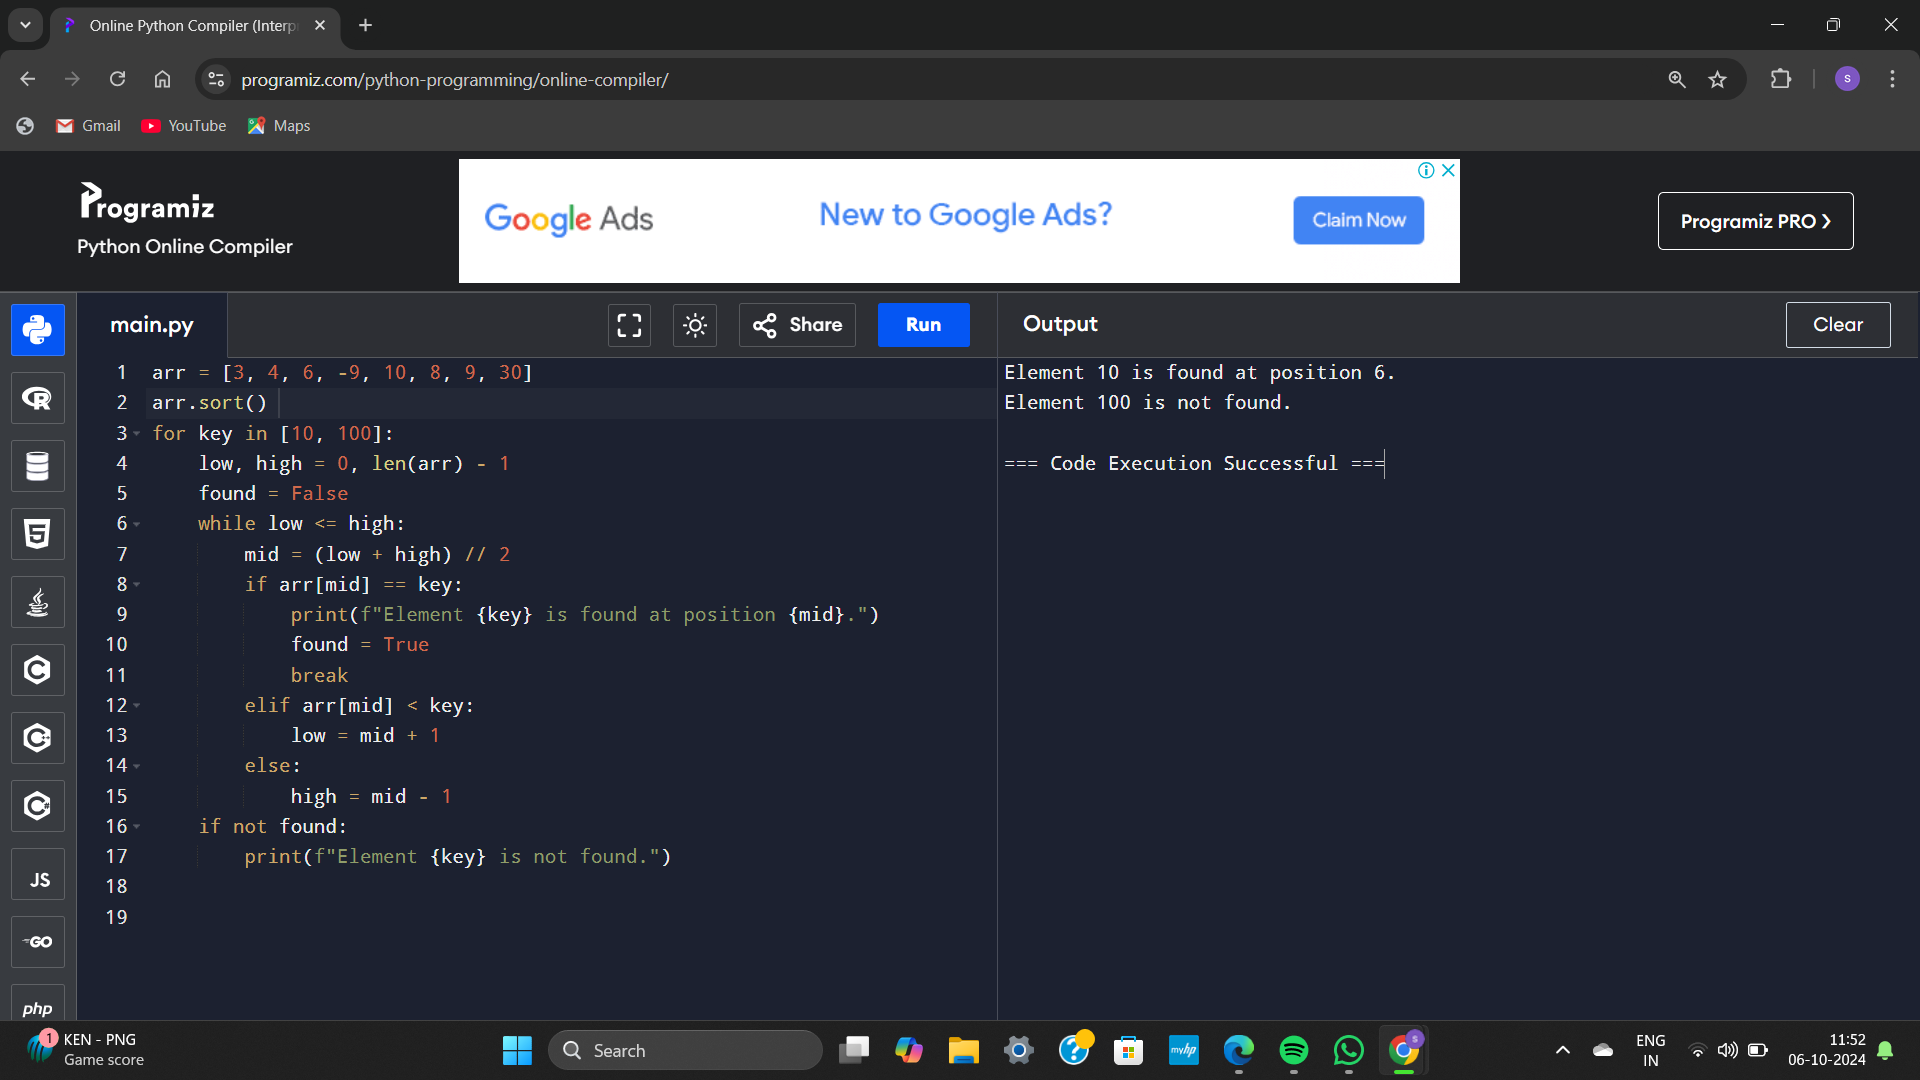 Online Python Compiler (Interp
programiz.com/python-programming/online-compiler/
S
Gmail
YouTube
Maps
Programiz
Python Online Compiler
Google Ads
New to Google Ads?
Claim Now
Programiz PRO
main.py
Share
Run
Output
Clear
1 arr = [3, 4, 6, -9, 10, 8, 9, 30]
2 arr.sort()
3 for key in [10, 100]:
4     low, high = 0, len(arr) - 1
5     found = False
6     while low <= high:
7         mid = (low + high) // 2
8         if arr[mid] == key:
9             print(f"Element {key} is found at position {mid}.")
10             found = True
11             break
12         elif arr[mid] < key:
13             low = mid + 1
14         else:
15             high = mid - 1
16     if not found:
17         print(f"Element {key} is not found.")
18
19
Element 10 is found at position 6.
Element 100 is not found.
=== Code Execution Successful ===
R
5
C
C++
C#
JS
GO
php
1
KEN - PNG
Game score
Search
myhp
S
ENG
IN
11:52
06-10-2024